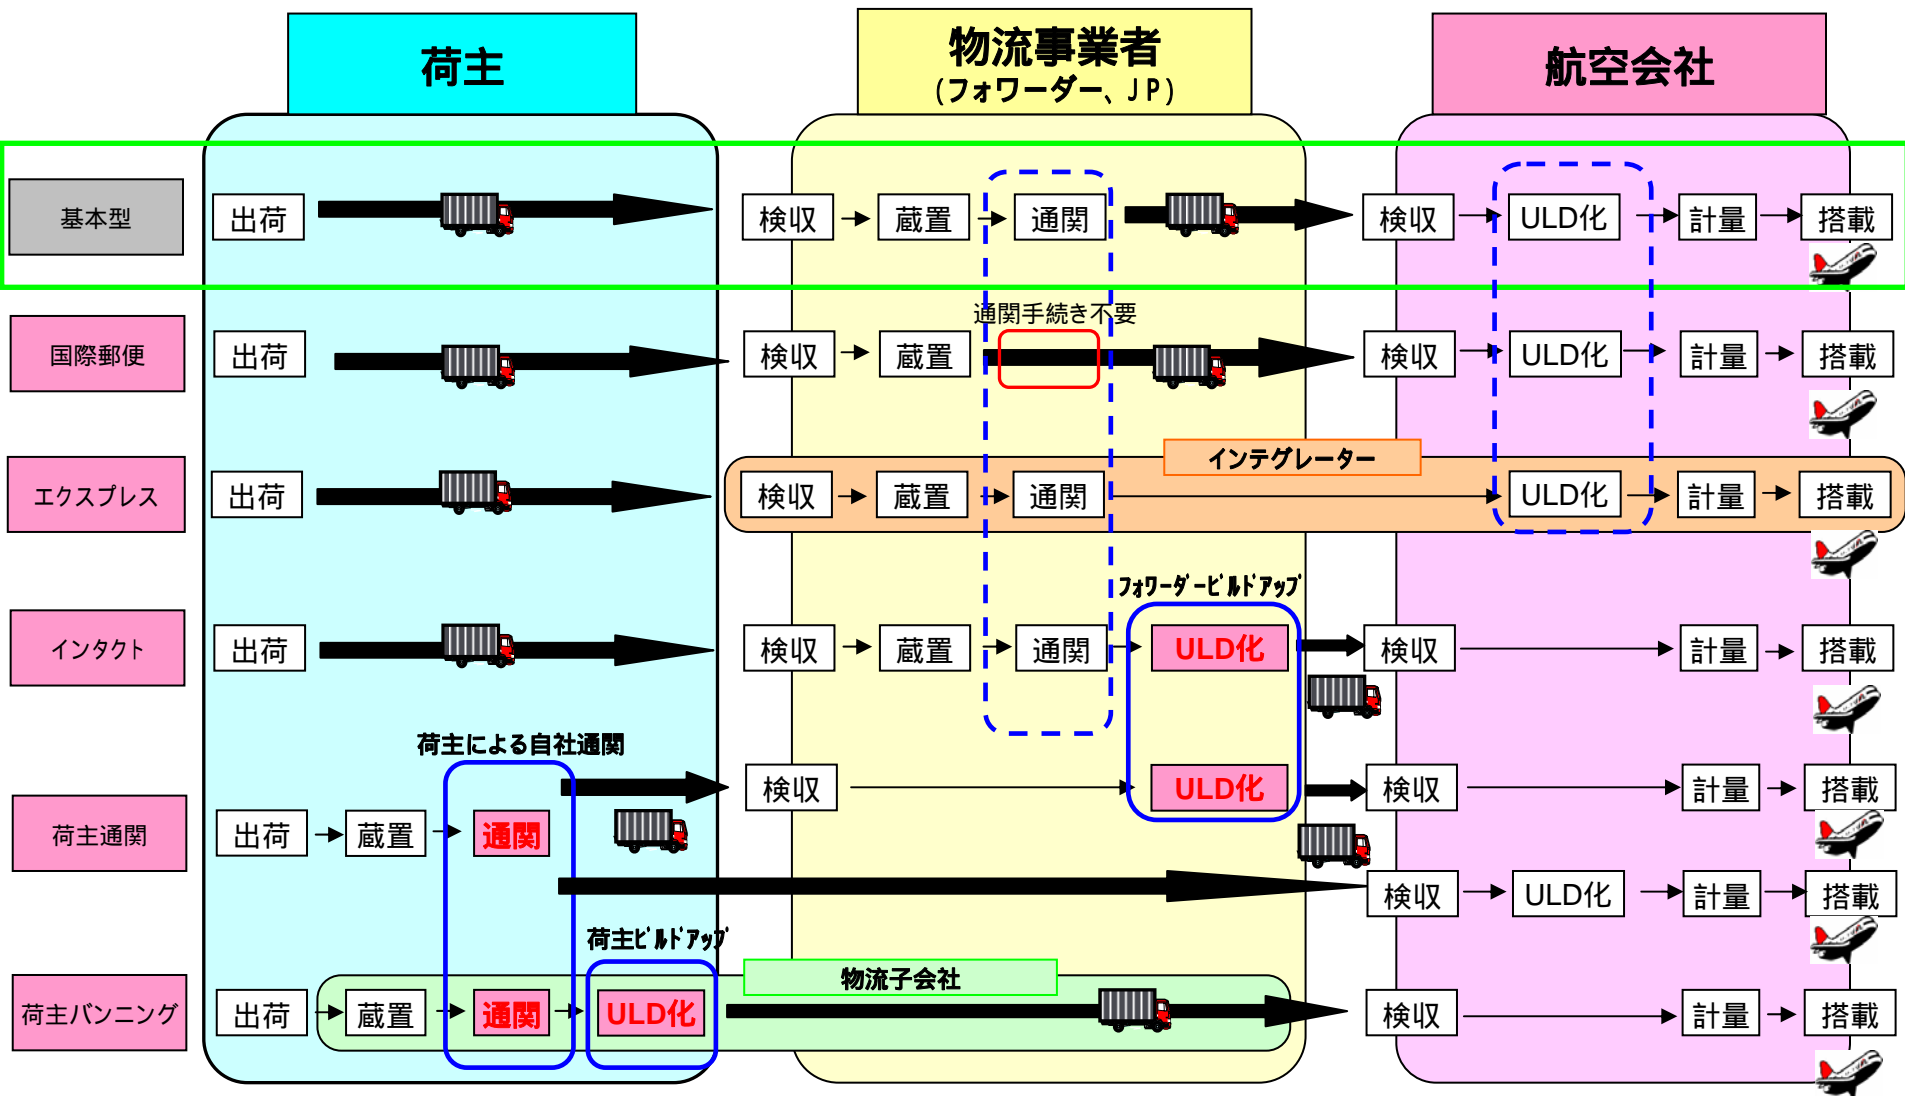 荷主
物流事業者
(フォワーダー、JP)
航空会社
基本型
出荷
検収
蔵置
通関
検収
ULD化
計量
搭載
通関手続き不要
国際郵便
出荷
検収
蔵置
検収
ULD化
計量
搭載
インテグレーター
エクスプレス
出荷
検収
蔵置
通関
ULD化
計量
搭載
フォワーダービルドアップ
インタクト
出荷
検収
蔵置
通関
ULD化
検収
計量
搭載
荷主による自社通関
検収
ULD化
検収
計量
搭載
荷主通関
出荷
蔵置
通関
検収
ULD化
計量
搭載
荷主ビルドアップ
物流子会社
荷主バンニング
出荷
蔵置
通関
ULD化
検収
計量
搭載